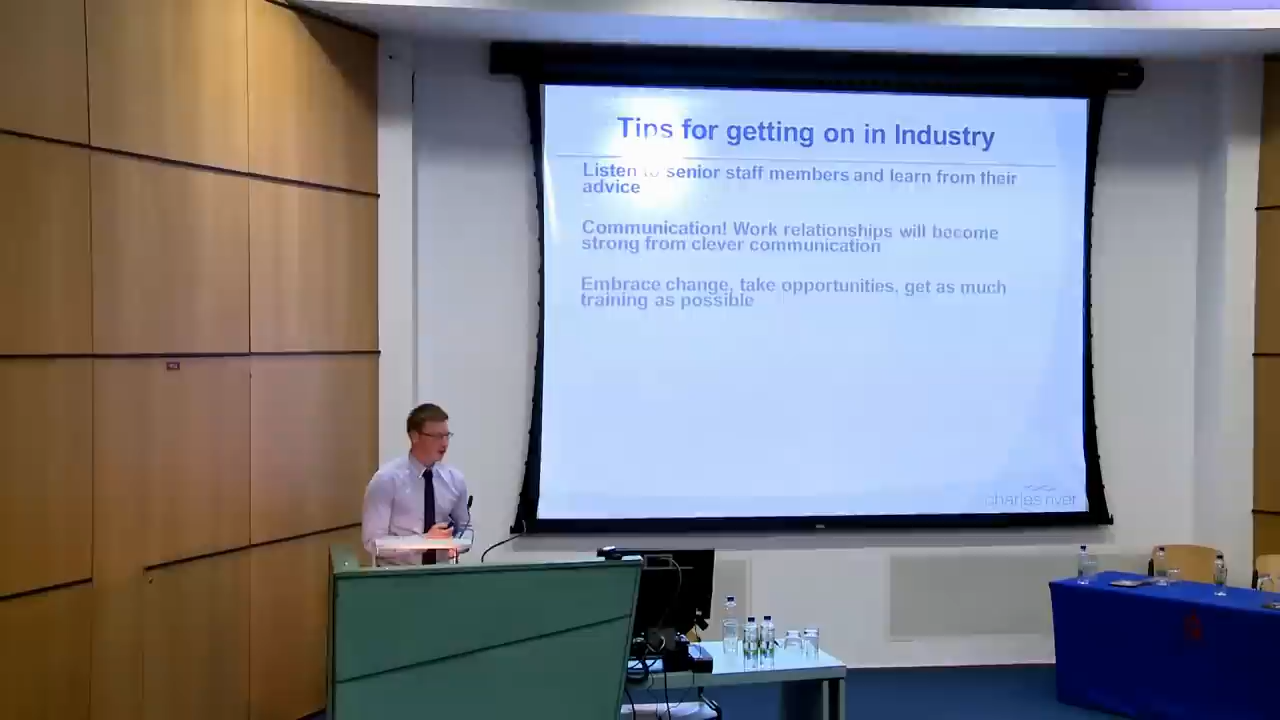 Tips for getting on in Industry
Listen to senior staff members and learn from their
advice
Communication! Work relationships will become
strong from clever communication
Embrace change, take opportunities, get as much
training as possible
charles river